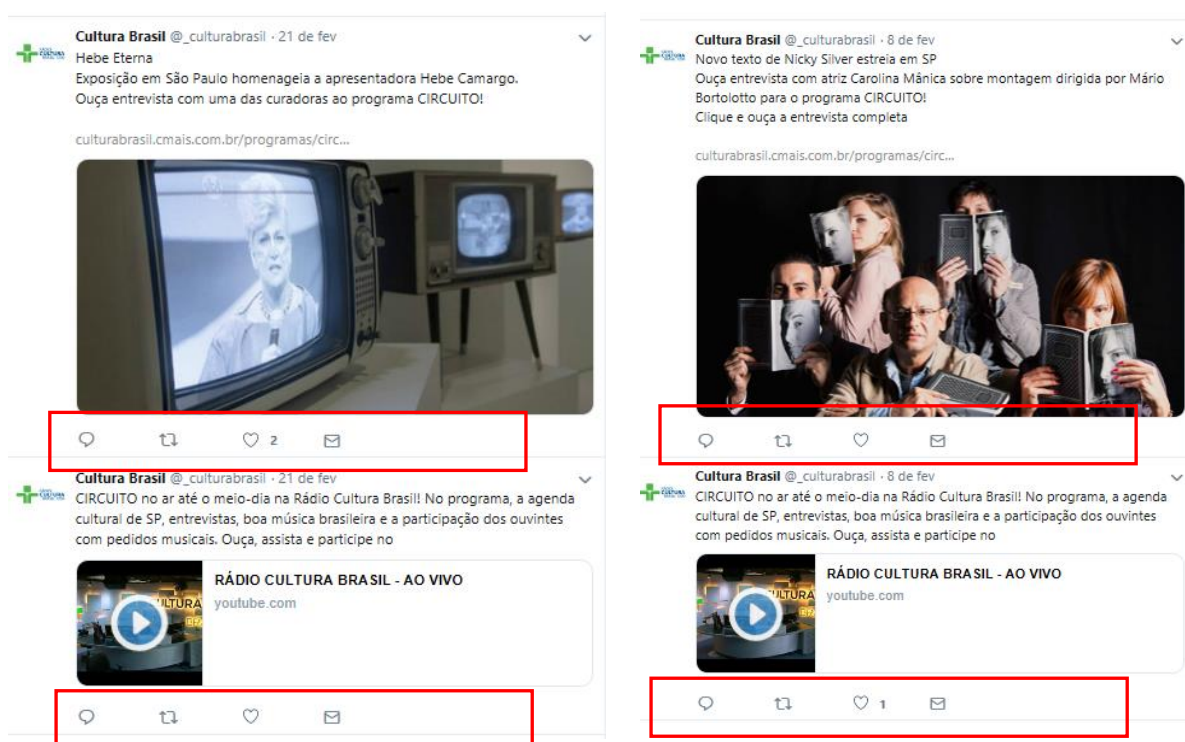 Cultura Brasil @_culturabrasil · 21 de fev
Hebe Eterna
Exposição em São Paulo homenageia a apresentadora Hebe Camargo.
Ouça entrevista com uma das curadoras ao programa CIRCUITO!
culturabrasil.cmais.com.br/programas/circ...
2
Cultura Brasil @_culturabrasil · 21 de fev
CIRCUITO no ar até o meio-dia na Rádio Cultura Brasil! No programa, a agenda
cultural de SP, entrevistas, boa música brasileira e a participação dos ouvintes
com pedidos musicais. Ouça, assista e participe no
RÁDIO CULTURA BRASIL - AO VIVO
youtube.com
Cultura Brasil @_culturabrasil · 8 de fev
Novo texto de Nicky Silver estreia em SP
Ouça entrevista com atriz Carolina Mânica sobre montagem dirigida por Mário
Bortolotto para o programa CIRCUITO!
Clique e ouça a entrevista completa
culturabrasil.cmais.com.br/programas/circ...
Cultura Brasil @_culturabrasil · 8 de fev
CIRCUITO no ar até o meio-dia na Rádio Cultura Brasil! No programa, a agenda
cultural de SP, entrevistas, boa música brasileira e a participação dos ouvintes
com pedidos musicais. Ouça, assista e participe no
RÁDIO CULTURA BRASIL - AO VIVO
youtube.com
1